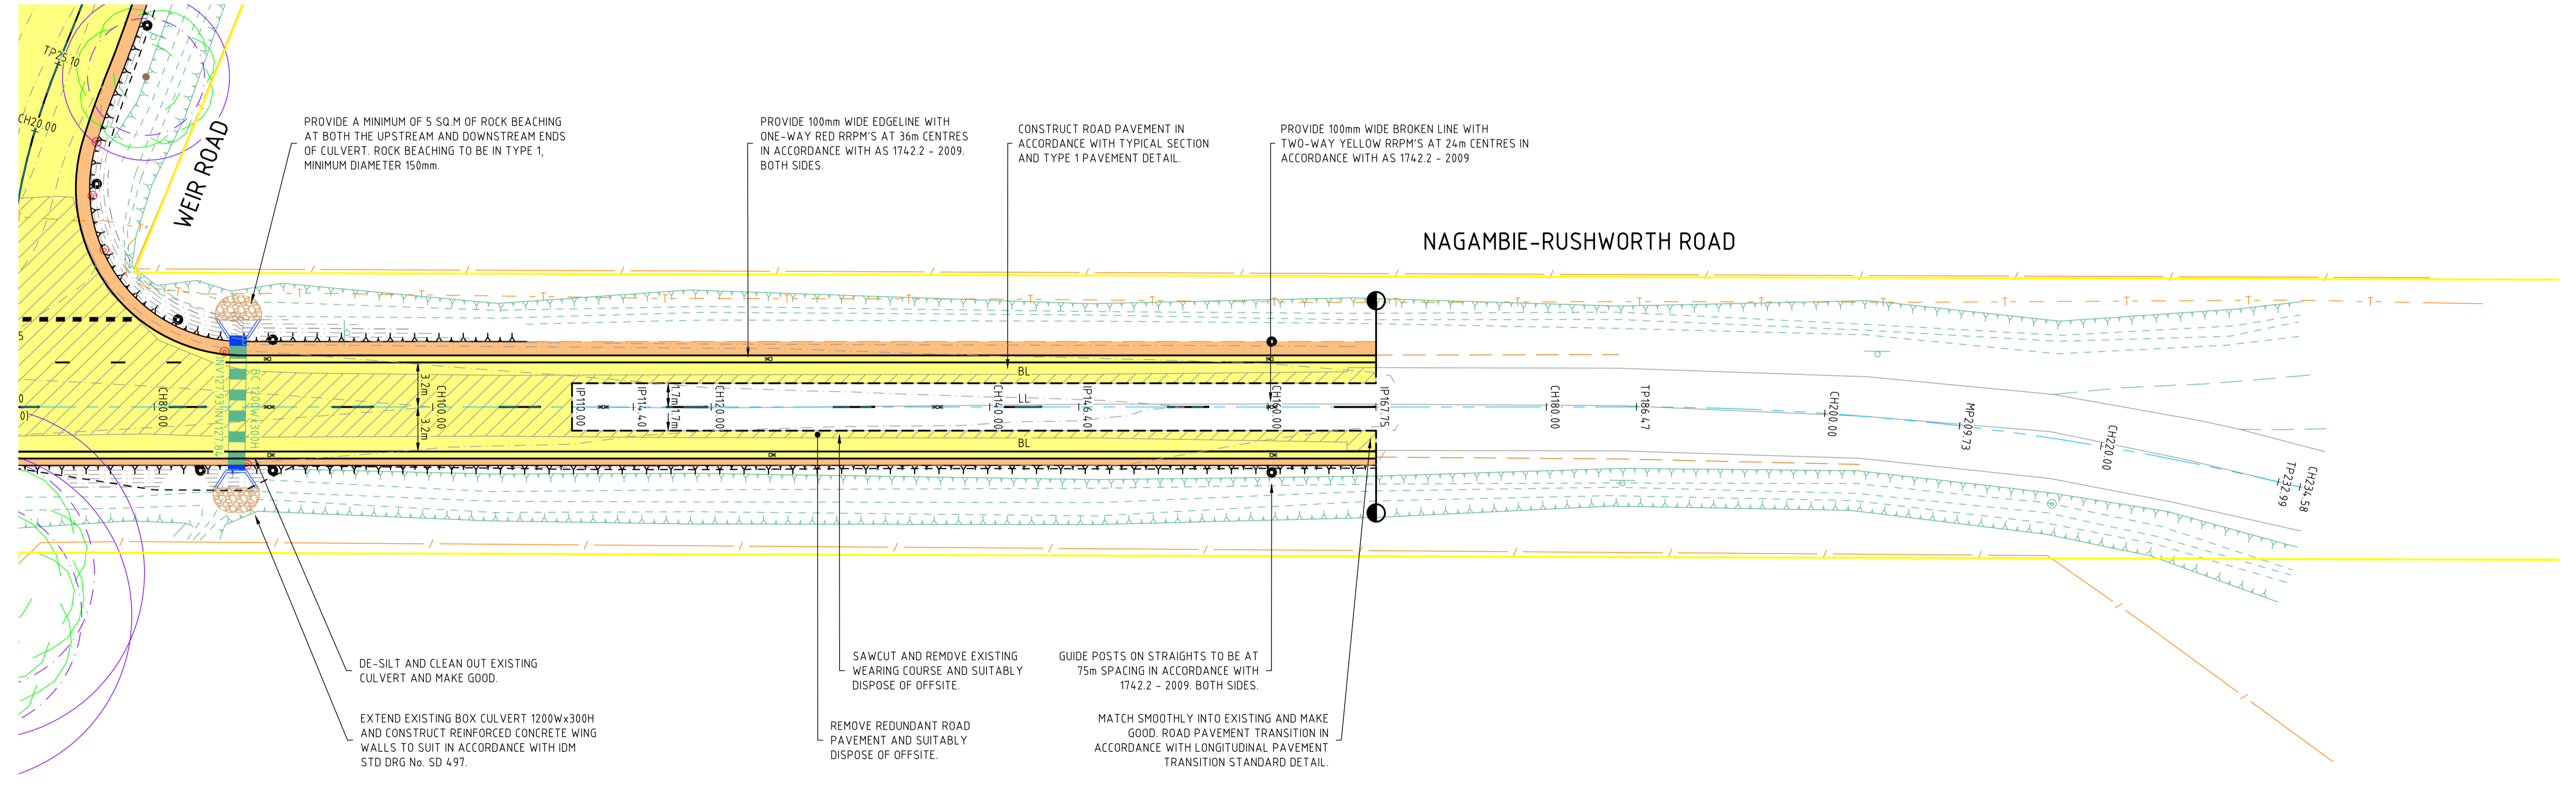 TP25.10
CH20.00
WEIR ROAD
PROVIDE A MINIMUM OF 5 SQ.M OF ROCK BEACHING
AT BOTH THE UPSTREAM AND DOWNSTREAM ENDS
OF CULVERT. ROCK BEACHING TO BE IN TYPE 1,
MINIMUM DIAMETER 150mm.
PROVIDE 100mm WIDE EDGELINE WITH
ONE-WAY RED RRPM'S AT 36m CENTRES
IN ACCORDANCE WITH AS 1742.2 - 2009.
BOTH SIDES.
CONSTRUCT ROAD PAVEMENT IN
ACCORDANCE WITH TYPICAL SECTION
AND TYPE 1 PAVEMENT DETAIL.
PROVIDE 100mm WIDE BROKEN LINE WITH
TWO-WAY YELLOW RRPM'S AT 24m CENTRES IN
ACCORDANCE WITH AS 1742.2 - 2009
NAGAMBIE-RUSHWORTH ROAD
5
0
0)
CH80.00
INV127.93
INV127.84
BC 1200Wx300H
3.2m
3.2m
CH100.00
IP110.00
IP114.40
1.7m
1.7m
CH120.00
BL
LL
BL
CH140.00
IP146.40
CH160.00
IP167.75
CH180.00
TP186.47
CH200.00
MP209.73
CH220.00
TP232.99
CH234.58
DE-SILT AND CLEAN OUT EXISTING
CULVERT AND MAKE GOOD.
EXTEND EXISTING BOX CULVERT 1200Wx300H
AND CONSTRUCT REINFORCED CONCRETE WING
WALLS TO SUIT IN ACCORDANCE WITH IDM
STD DRG No. SD 497.
SAWCUT AND REMOVE EXISTING
WEARING COURSE AND SUITABLY
DISPOSE OF OFFSITE.
REMOVE REDUNDANT ROAD
PAVEMENT AND SUITABLY
DISPOSE OF OFFSITE.
GUIDE POSTS ON STRAIGHTS TO BE AT
75m SPACING IN ACCORDANCE WITH
1742.2 - 2009. BOTH SIDES.
MATCH SMOOTHLY INTO EXISTING AND MAKE
GOOD. ROAD PAVEMENT TRANSITION IN
ACCORDANCE WITH LONGITUDINAL PAVEMENT
TRANSITION STANDARD DETAIL.